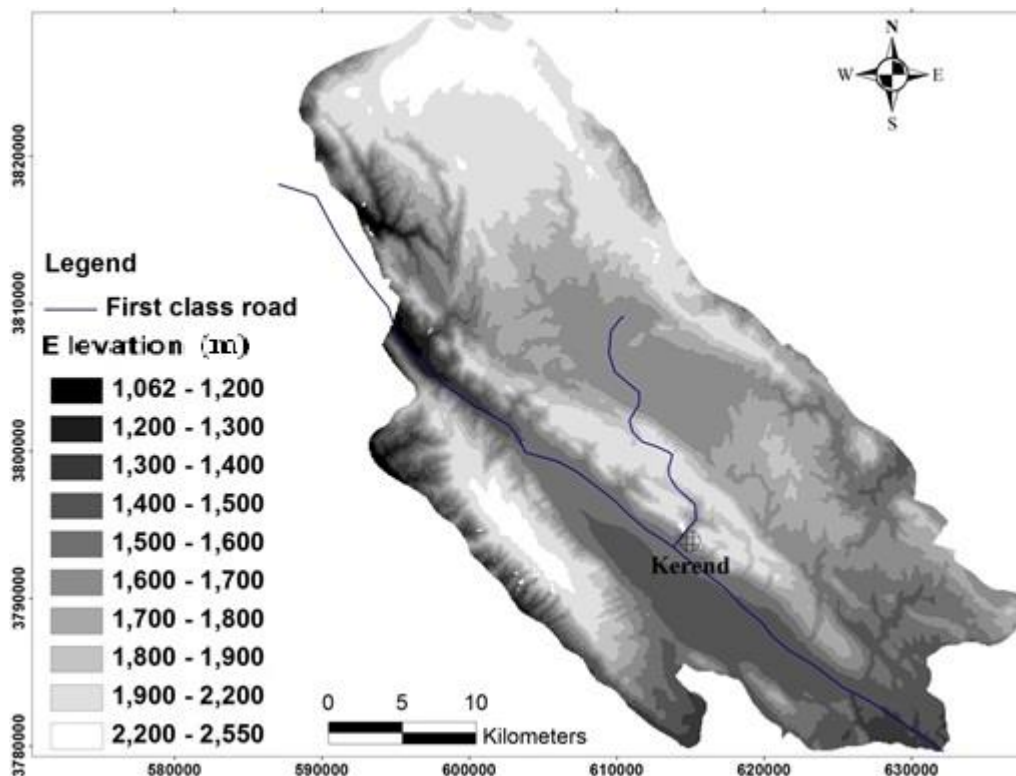 N
W E
S
3820000
3810000
3800000
3790000
3780000
Legend
First class road
Elevation (m)
1,062 - 1,200
1,200 - 1,300
1,300 - 1,400
1,400 - 1,500
1,500 - 1,600
1,600 - 1,700
1,700 - 1,800
1,800 - 1,900
1,900 - 2,200
2,200 - 2,550
Kerend
0 5 10
Kilometers
580000 590000 600000 610000 620000 630000